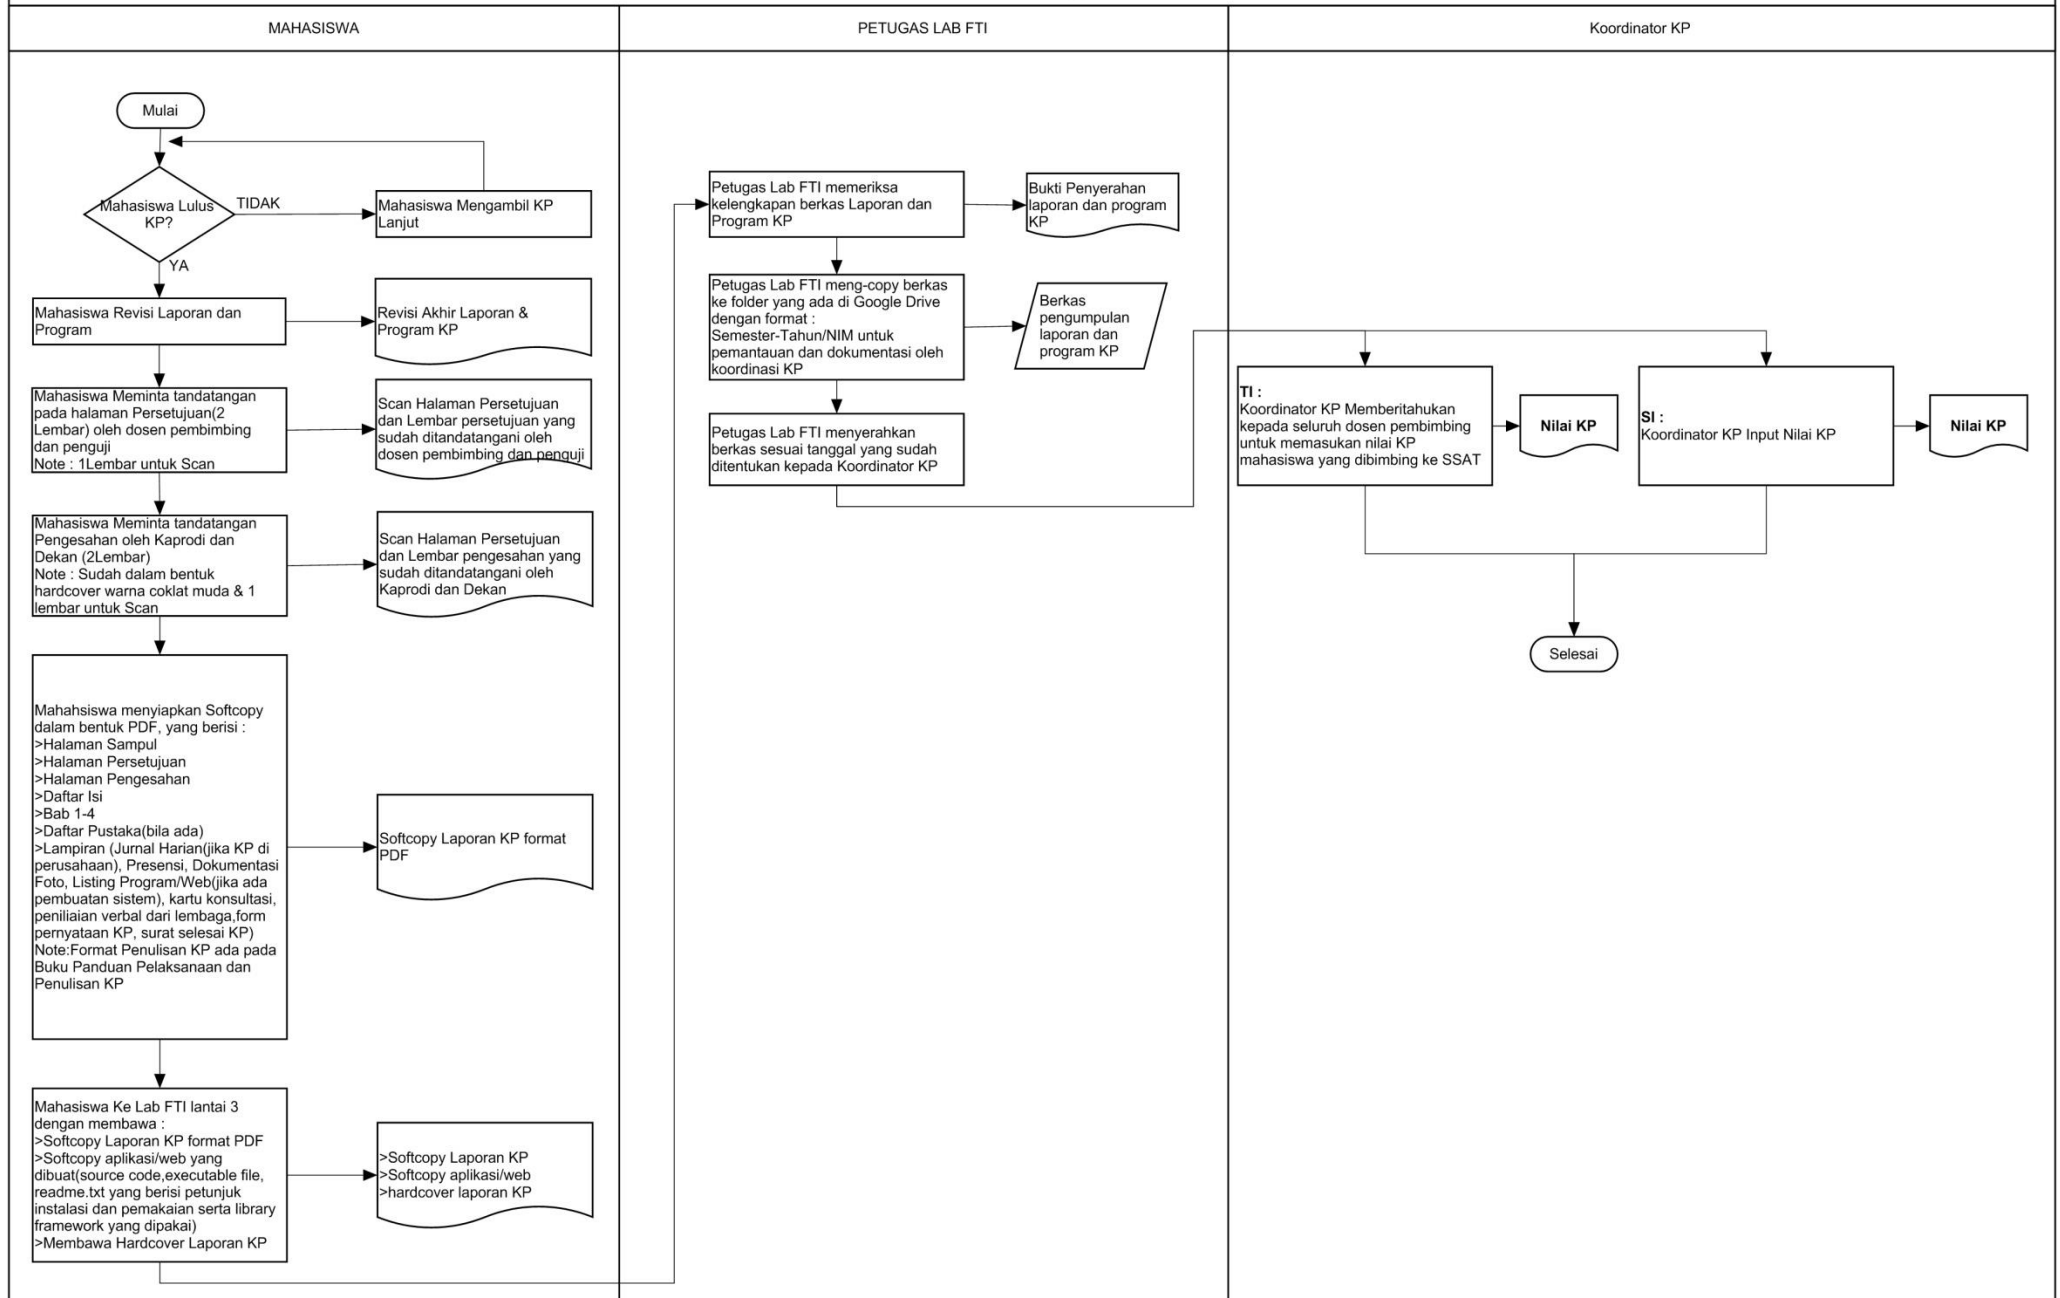 MAHASISWA
PETUGAS LAB FTI
Koordinator KP
Mulai
Mahasiswa Lulus
KP?
TIDAK
YA
Mahasiswa Mengambil KP
Lanjut
Mahasiswa Revisi Laporan dan
Program
Revisi Akhir Laporan &
Program KP
Mahasiswa Meminta tandatangan
pada halaman Persetujuan(2
Lembar) oleh dosen pembimbing
dan penguji
Note : 1Lembar untuk Scan
Scan Halaman Persetujuan
dan Lembar persetujuan yang
sudah ditandatangani oleh
dosen pembimbing dan penguji
Mahasiswa Meminta tandatangan
Pengesahan oleh Kaprodi dan
Dekan (2Lembar)
Note : Sudah dalam bentuk
hardcover warna coklat muda & 1
lembar untuk Scan
Scan Halaman Persetujuan
dan Lembar pengesahan yang
sudah ditandatangani oleh
Kaprodi dan Dekan
Mahahsiswa menyiapkan Softcopy
dalam bentuk PDF, yang berisi :
>Halaman Sampul
>Halaman Persetujuan
>Halaman Pengesahan
>Daftar Isi
>Bab 1-4
>Daftar Pustaka(bila ada)
>Lampiran (Jurnal Harian(jika KP di
perusahaan), Presensi, Dokumentasi
Foto, Listing Program/Web(jika ada
pembuatan sistem), kartu konsultasi,
peniliaian verbal dari lembaga,form
pernyataan KP, surat selesai KP)
Note:Format Penulisan KP ada pada
Buku Panduan Pelaksanaan dan
Penulisan KP
Softcopy Laporan KP format
PDF
Mahasiswa Ke Lab FTI lantai 3
dengan membawa :
>Softcopy Laporan KP format PDF
>Softcopy aplikasi/web yang
dibuat(source code,executable file,
readme.txt yang berisi petunjuk
instalasi dan pemakaian serta library
framework yang dipakai)
>Membawa Hardcover Laporan KP
>Softcopy Laporan KP
>Softcopy aplikasi/web
>hardcover laporan KP
Petugas Lab FTI memeriksa
kelengkapan berkas Laporan dan
Program KP
Bukti Penyerahan
laporan dan program
KP
Petugas Lab FTI meng-copy berkas
ke folder yang ada di Google Drive
dengan format :
Semester-Tahun/NIM untuk
pemantauan dan dokumentasi oleh
koordinasi KP
Berkas
pengumpulan
laporan dan
program KP
Petugas Lab FTI menyerahkan
berkas sesuai tanggal yang sudah
ditentukan kepada Koordinator KP
TI :
Koordinator KP Memberitahukan
kepada seluruh dosen pembimbing
untuk memasukan nilai KP
mahasiswa yang dibimbing ke SSAT
Nilai KP
SI :
Koordinator KP Input Nilai KP
Nilai KP
Selesai